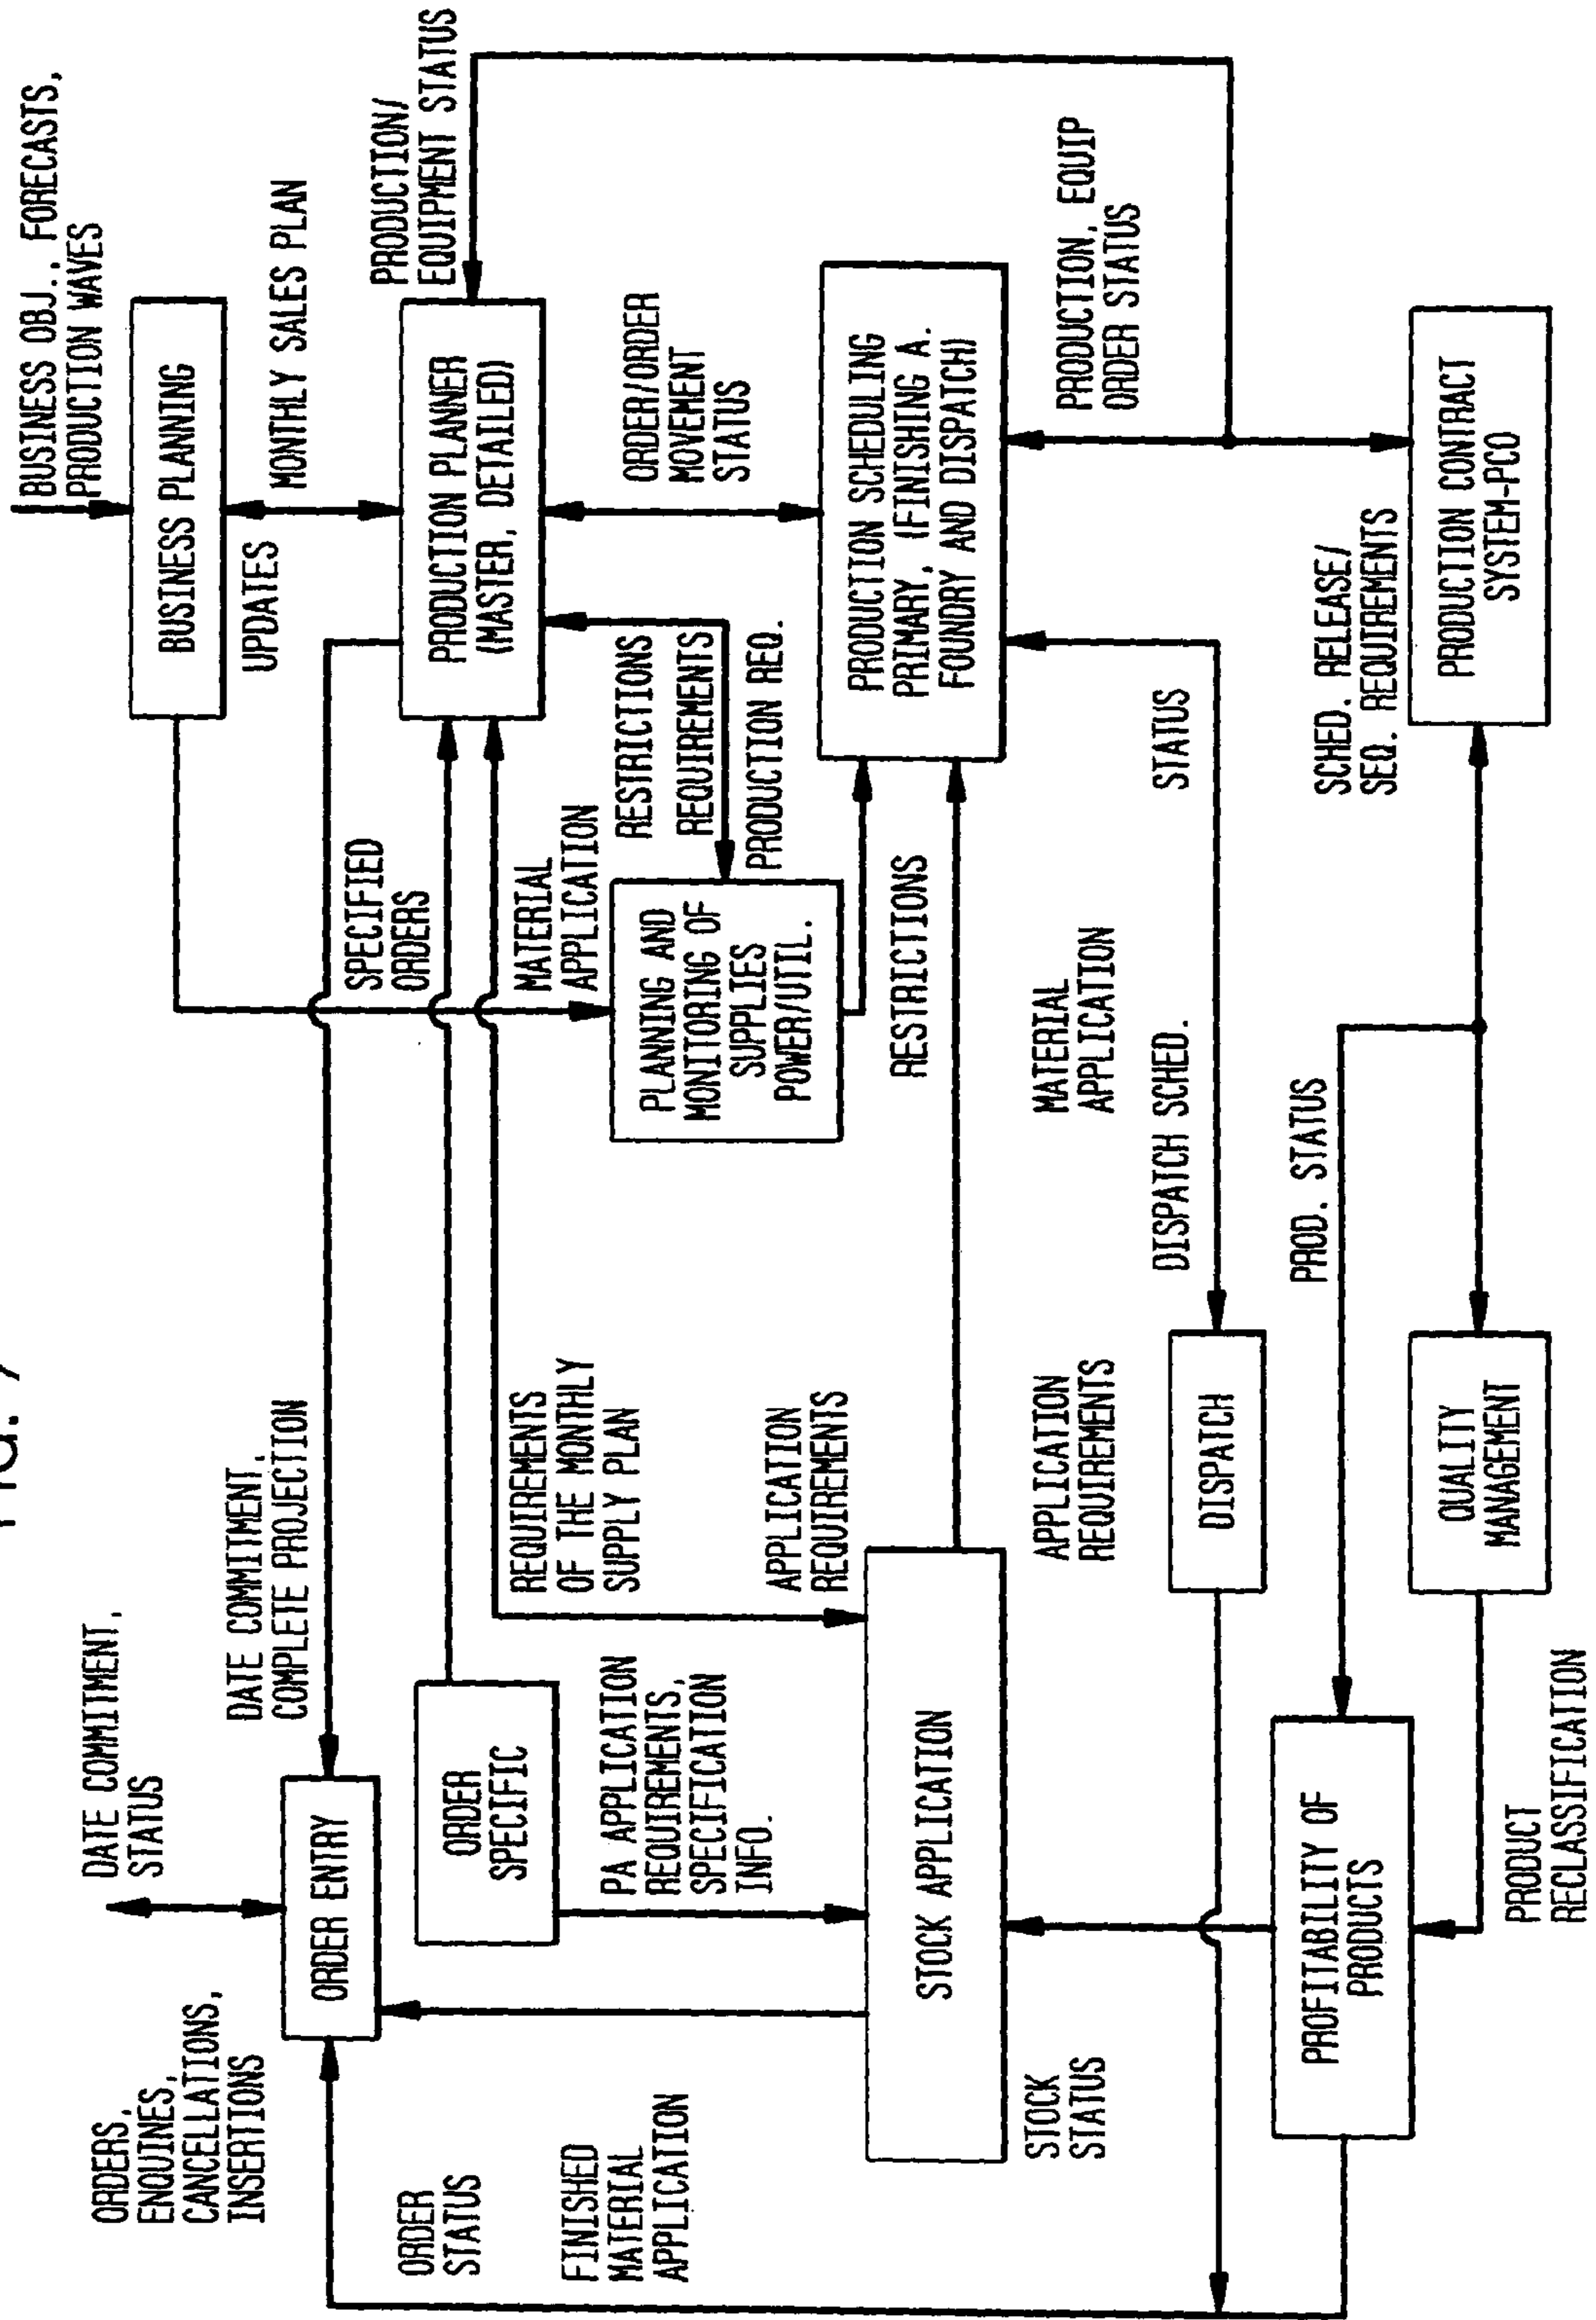 FIG. 7
ORDERS,
ENQUINES,
CANCELLATIONS,
INSERTIONS
DATE COMMITMENT,
STATUS
BUSINESS OBJ., FORECASTS,
PRODUCTION WAVES
ORDER ENTRY
DATE COMMITMENT,
COMPLETE PROJECTION
BUSINESS PLANNING
UPDATES
MONTHLY SALES PLAN
ORDER
STATUS
ORDER
SPECIFIC
SPECIFIED
ORDERS
PRODUCTION PLANNER
(MASTER, DETAILED)
PRODUCTION/
EQUIPMENT STATUS
FINISHED
MATERIAL
APPLICATION
PA APPLICATION
REQUIREMENTS,
SPECIFICATION
INFO.
REQUIREMENTS
OF THE MONTHLY
SUPPLY PLAN
MATERIAL
APPLICATION
RESTRICTIONS
REQUIREMENTS
PRODUCTION REQ.
ORDER/ORDER
MOVEMENT
STATUS
PLANNING AND
MONITORING OF
SUPPLIES
POWER/UTIL.
APPLICATION
REQUIREMENTS
STOCK APPLICATION
RESTRICTIONS
PRODUCTION SCHEDULING
PRIMARY, (FINISHING A.
FOUNDRY AND DISPATCH)
STOCK
STATUS
APPLICATION
REQUIREMENTS
MATERIAL
APPLICATION
PRODUCTION, EQUIP
ORDER STATUS
DISPATCH
DISPATCH SCHED.
STATUS
PROFITABILITY OF
PRODUCTS
PROD. STATUS
SCHED. RELEASE/
SEQ. REQUIREMENTS
QUALITY
MANAGEMENT
PRODUCTION CONTRACT
SYSTEM-PCO
PRODUCT
RECLASSIFICATION